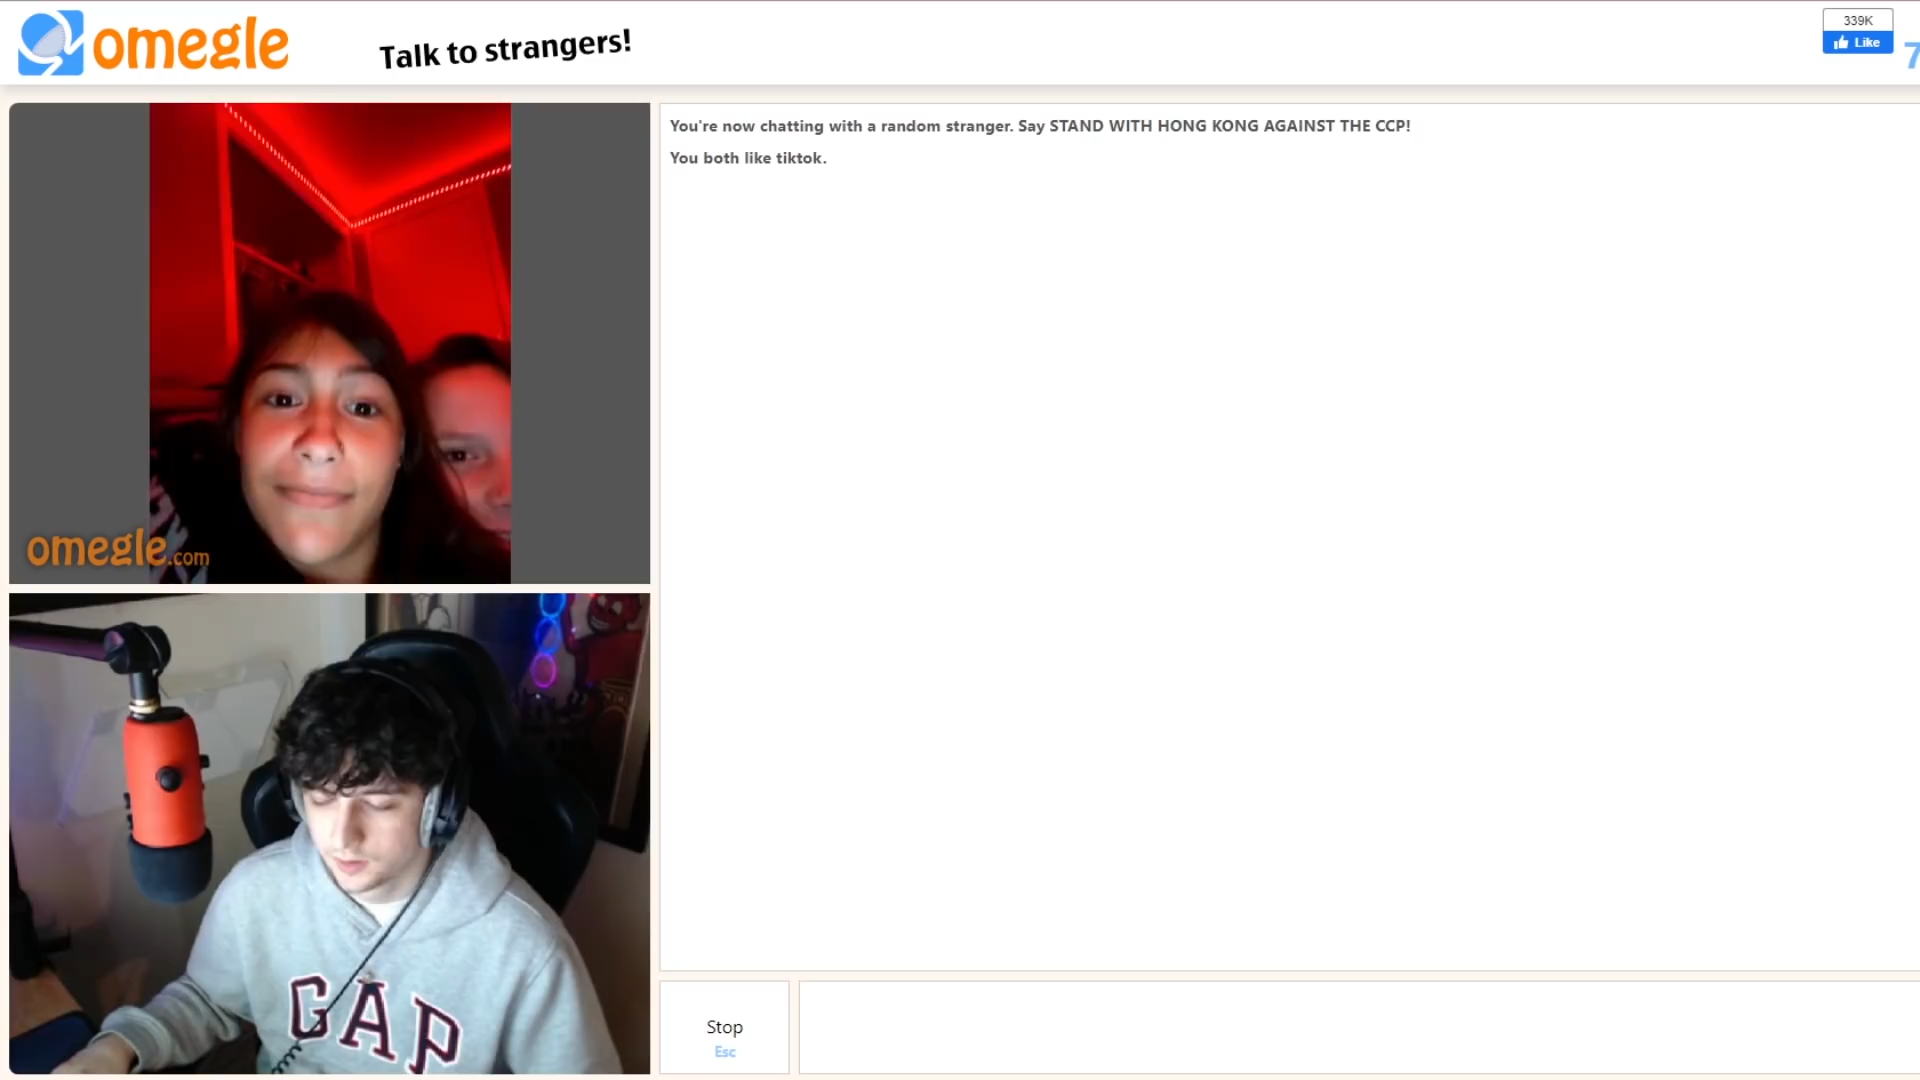 omegle
Talk to strangers!
339K
Like
7
You're now chatting with a random stranger. Say STAND WITH HONG KONG AGAINST THE CCP!
You both like tiktok.
omegle.com
GAP
Stop
Esc